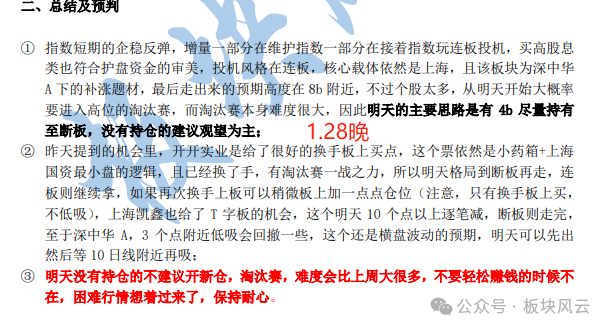 二、总结及预判
① 指数短期的企稳反弹，增量一部分在维护指数一部分在接着指数玩连板投机，买高股息
类也符合护盘资金的审美，投机风格在连板，核心载体依然是上海，且该板块为深中华
A 下的补涨题材，最后走出来的预期高度在 8b 附近，不过个股太多，从明天开始大概率
要进入高位的淘汰赛，而淘汰赛本身难度很大，因此明天的主要思路是有 4b 尽量持有
至断板，没有持仓的建议观望为主；
1.28晚
② 昨天提到的机会里，开开实业是给了很好的换手板上买点，这个票依然是小药箱+上海
国资最小盘的逻辑，且已经换了手，有淘汰赛一战之力，所以明天格局到断板再走，连
板则继续拿，如果再次换手上板可以稍微板上加一点点仓位（注意，只有换手板上买，
不低吸），上海凯鑫也给了 T 字板的机会，这个明天 10 个点以上逐笔减，断板则走完，
至于深中华 A，3 个点附近低吸会回撤一些，这个还是横盘波动的预期，明天可以先出
然后等 10 日线附近再吸；
③ 明天没有持仓的不建议开新仓，淘汰赛，难度会比上周大很多，不要轻松赚钱的时候不
在，困难行情想着过来了，保持耐心。
公众号 · 板块风云